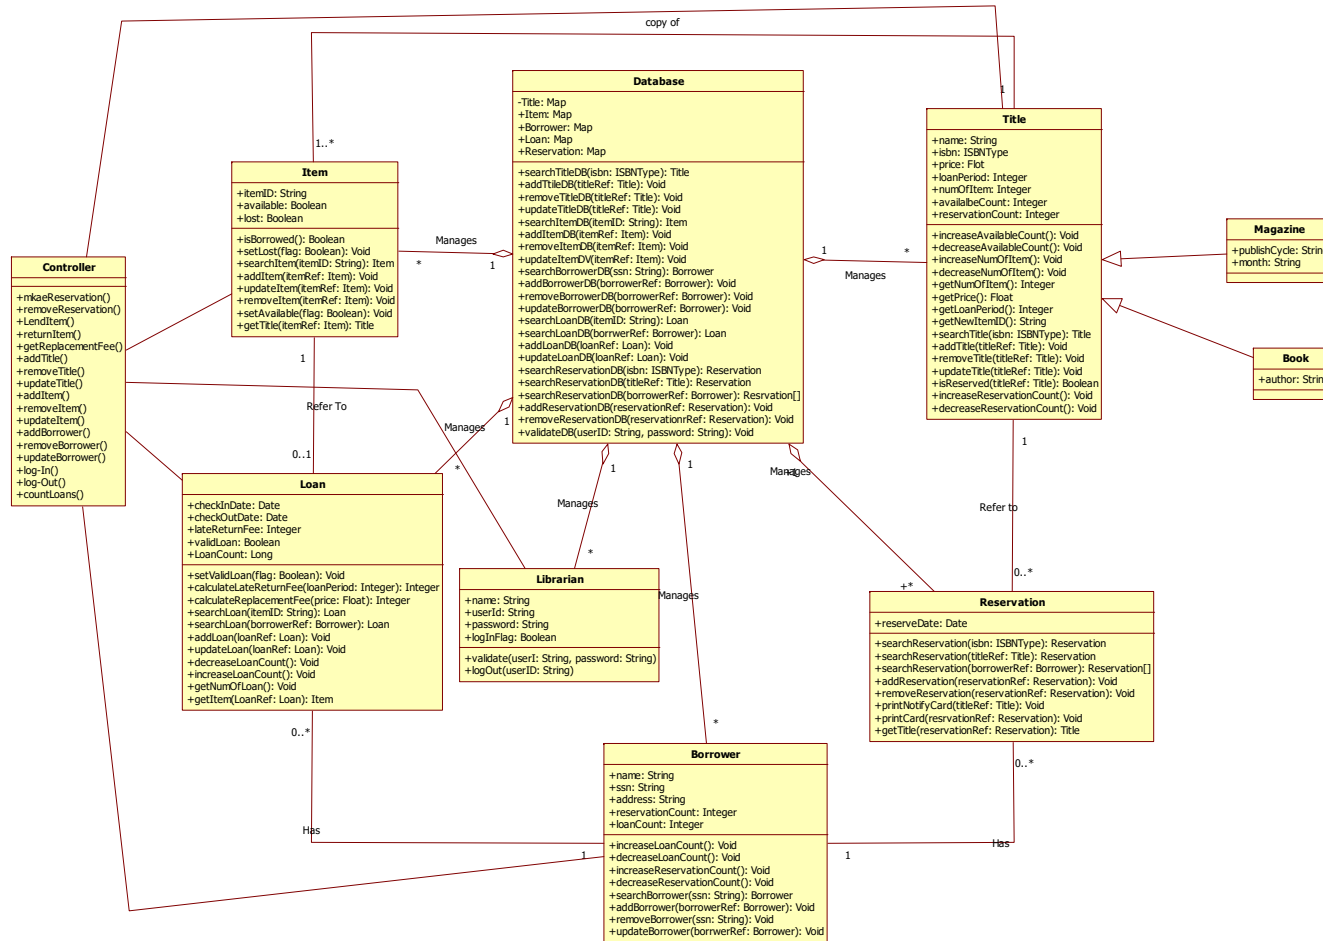 copy of
1
1..*
Database
-Title: Map
+Item: Map
+Borrower: Map
+Loan: Map
+Reservation: Map
+searchTitleDB(isbn: ISBNType): Title
+addTtileDB(titleRef: Title): Void
+removeTitleDB(titleRef: Title): Void
+updateTitleDB(titleRef: Title): Void
+searchItemDB(itemID: String): Item
+addItemDB(itemRef: Item): Void
+removeItemDB(itemRef: Item): Void
+updateItemDV(itemRef: Item): Void
+searchBorrowerDB(ssn: String): Borrower
+addBorrowerDB(borrowerRef: Borrower): Void
+removeBorrowerDB(borrowerRef: Borrower): Void
+updateBorrowerDB(borrowerRef: Borrower): Void
+searchLoanDB(itemID: String): Loan
+searchLoanDB(borrwerRef: Borrower): Loan
+addLoanDB(loanRef: Loan): Void
+updateLoanDB(loanRef: Loan): Void
+searchReservationDB(isbn: ISBNType): Reservation
+searchReservationDB(titleRef: Title): Reservation
+searchReservationDB(borrowerRef: Borrower): Resrvation[]
+addReservationDB(reservationRef: Reservation): Void
+removeReservationDB(reservationrRef: Reservation): Void
+validateDB(userID: String, password: String): Void
Title
+name: String
+isbn: ISBNType
+price: Flot
+loanPeriod: Integer
+numOfItem: Integer
+availalbeCount: Integer
+reservationCount: Integer
+increaseAvailableCount(): Void
+decreaseAvailableCount(): Void
+increaseNumOfItem(): Void
+decreaseNumOfItem(): Void
+getNumOfItem(): Integer
+getPrice(): Float
+getLoanPeriod(): Integer
+getNewItemID(): String
+searchTitle(isbn: ISBNType): Title
+addTitle(titleRef: Title): Void
+removeTitle(titleRef: Title): Void
+updateTitle(titleRef: Title): Void
+isReserved(titleRef: Title): Boolean
+increaseReservationCount(): Void
+decreaseReservationCount(): Void
Item
+itemID: String
+available: Boolean
+lost: Boolean
+isBorrowed(): Boolean
+setLost(flag: Boolean): Void
+searchItem(itemID: String): Item
+addItem(itemRef: Item): Void
+updateItem(itemRef: Item): Void
+removeItem(itemRef: Item): Void
+setAvailable(flag: Boolean): Void
+getTitle(itemRef: Item): Title
Manages
*
1
1
*
Manages
Magazine
+publishCycle: String
+month: String
Book
+author: String
Controller
+mkaeReservation()
+removeReservation()
+LendItem()
+returnItem()
+getReplacementFee()
+addTitle()
+removeTitle()
+updateTitle()
+addItem()
+removeItem()
+updateItem()
+addBorrower()
+removeBorrower()
+updateBorrower()
+log-In()
+log-Out()
+countLoans()
1
Refer To
0..1
Manages
1
*
Manages
1
*
Manages
1
*
Manages
+*
1
Refer to
0..*
Loan
+checkInDate: Date
+checkOutDate: Date
+lateReturnFee: Integer
+validLoan: Boolean
+LoanCount: Long
+setValidLoan(flag: Boolean): Void
+calculateLateReturnFee(loanPeriod: Integer): Integer
+calculateReplacementFee(price: Float): Integer
+searchLoan(itemID: String): Loan
+searchLoan(borrowerRef: Borrower): Loan
+addLoan(loanRef: Loan): Void
+updateLoan(loanRef: Loan): Void
+decreaseLoanCount(): Void
+increaseLoanCount(): Void
+getNumOfLoan(): Void
+getItem(LoanRef: Loan): Item
Librarian
+name: String
+userId: String
+password: String
+logInFlag: Boolean
+validate(userI: String, password: String)
+logOut(userID: String)
Reservation
+reserveDate: Date
+searchReservation(isbn: ISBNType): Reservation
+searchReservation(titleRef: Title): Reservation
+searchReservation(borrowerRef: Borrower): Reservation[]
+addReservation(reservationRef: Reservation): Void
+removeReservation(reservationRef: Reservation): Void
+printNotifyCard(titleRef: Title): Void
+printCard(resrvationRef: Reservation): Void
+getTitle(reservationRef: Reservation): Title
0..*
Has
1
0..*
Has
1
Borrower
+name: String
+ssn: String
+address: String
+reservationCount: Integer
+loanCount: Integer
+increaseLoanCount(): Void
+decreaseLoanCount(): Void
+increaseReservationCount(): Void
+decreaseReservationCount(): Void
+searchBorrower(ssn: String): Borrower
+addBorrower(borrowerRef: Borrower): Void
+removeBorrower(ssn: String): Void
+updateBorrower(borrwerRef: Borrower): Void